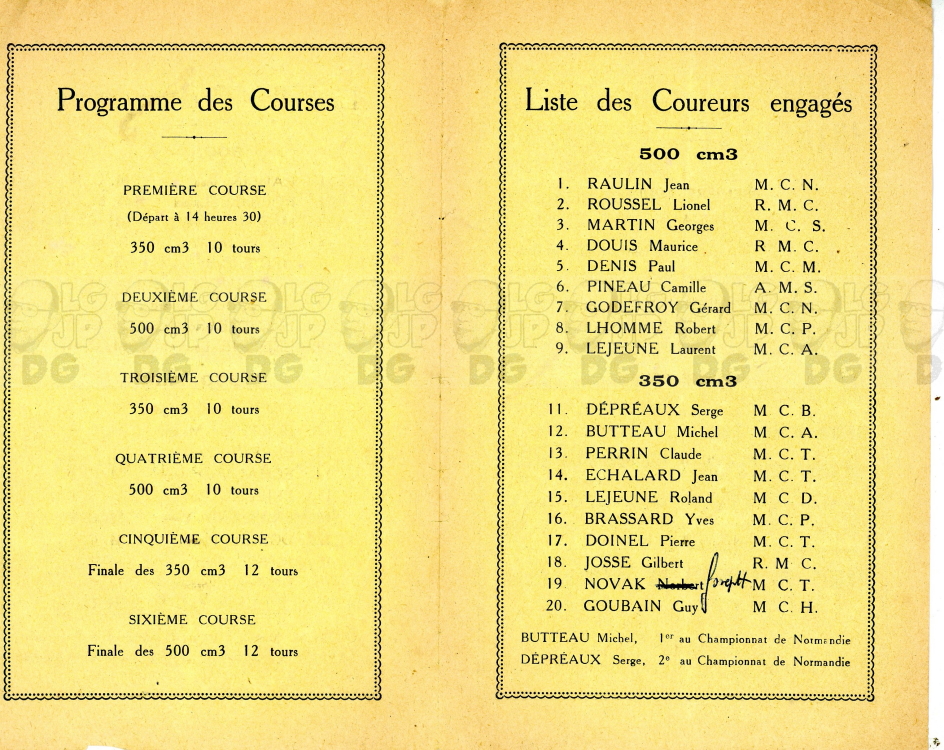 Programme des Courses
PREMIÈRE COURSE
(Départ à 14 heures 30)
350 cm3 10 tours
DEUXIÈME COURSE
500 cm3 10 tours
TROISIÈME COURSE
350 cm3 10 tours
QUATRIÈME COURSE
500 cm3 10 tours
CINQUIÈME COURSE
Finale des 350 cm3 12 tours
SIXIÈME COURSE
Finale des 500 cm3 12 tours
Liste des Coureurs engagés
500 cm3
1. RAULIN Jean M. C. N.
2. ROUSSEL Lionel R. M. C.
3. MARTIN Georges M. C. S.
4. DOUIS Maurice R M. C.
5. DENIS Paul M. C. M.
6. PINEAU Camille A. M. S.
7. GODEFROY Gérard M. C. N.
8. LHOMME Robert M. C. P.
9. LEJEUNE Laurent M. C. A.
350 cm3
11. DÉPRÉAUX Serge M C. B.
12. BUTTEAU Michel M C. A.
13. PERRIN Claude M. C. T.
14. ECHALARD Jean M. C. T.
15. LEJEUNE Roland M C D.
16. BRASSARD Yves M. C. P.
17. DOINEL Pierre M. C. T.
18. JOSSE Gilbert R. M C.
19 NOVAK Norbert Joseph M C. T.
20. GOUBAIN Guy M C. H.
BUTTEAU Michel, 1er au Championnat de Normandie
DÉPRÉAUX Serge, 2e au Championnat de Normandie
LG JP DG